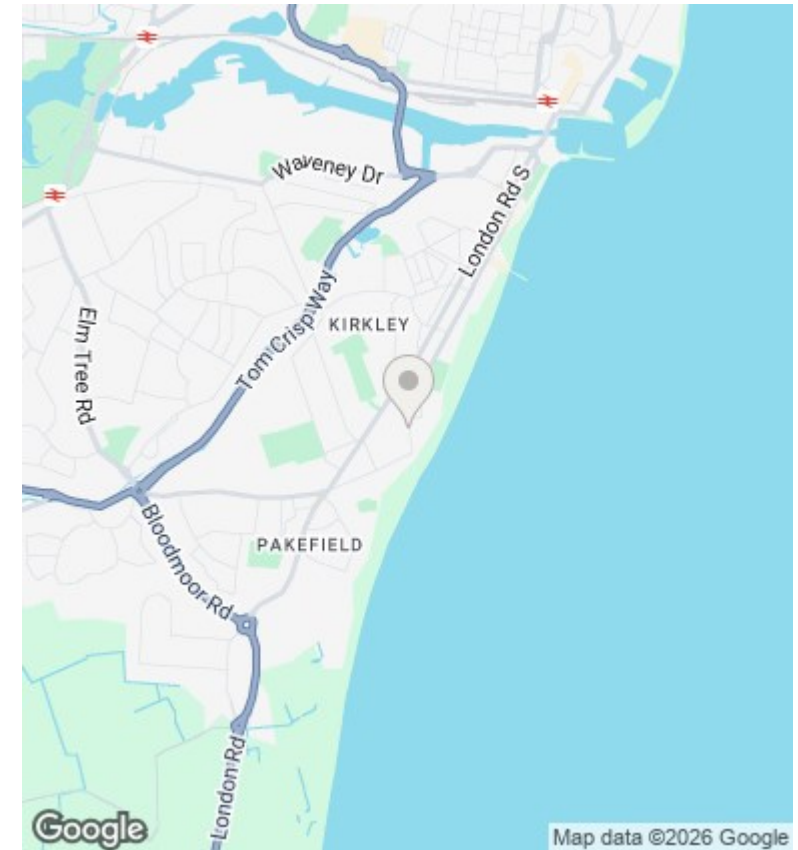 Waveney Dr
London Rd S
Tom Crisp Way
KIRKLEY
Elm Tree Rd
Bloodmoor Rd
PAKEFIELD
London Rd
Google
Map data ©2026 Google